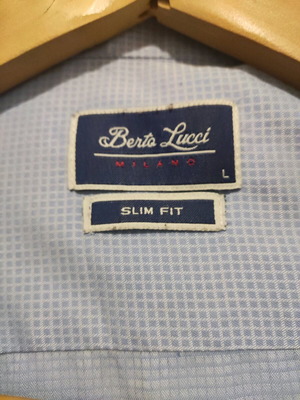 Berto Lucci
MILANO
L
SLIM FIT